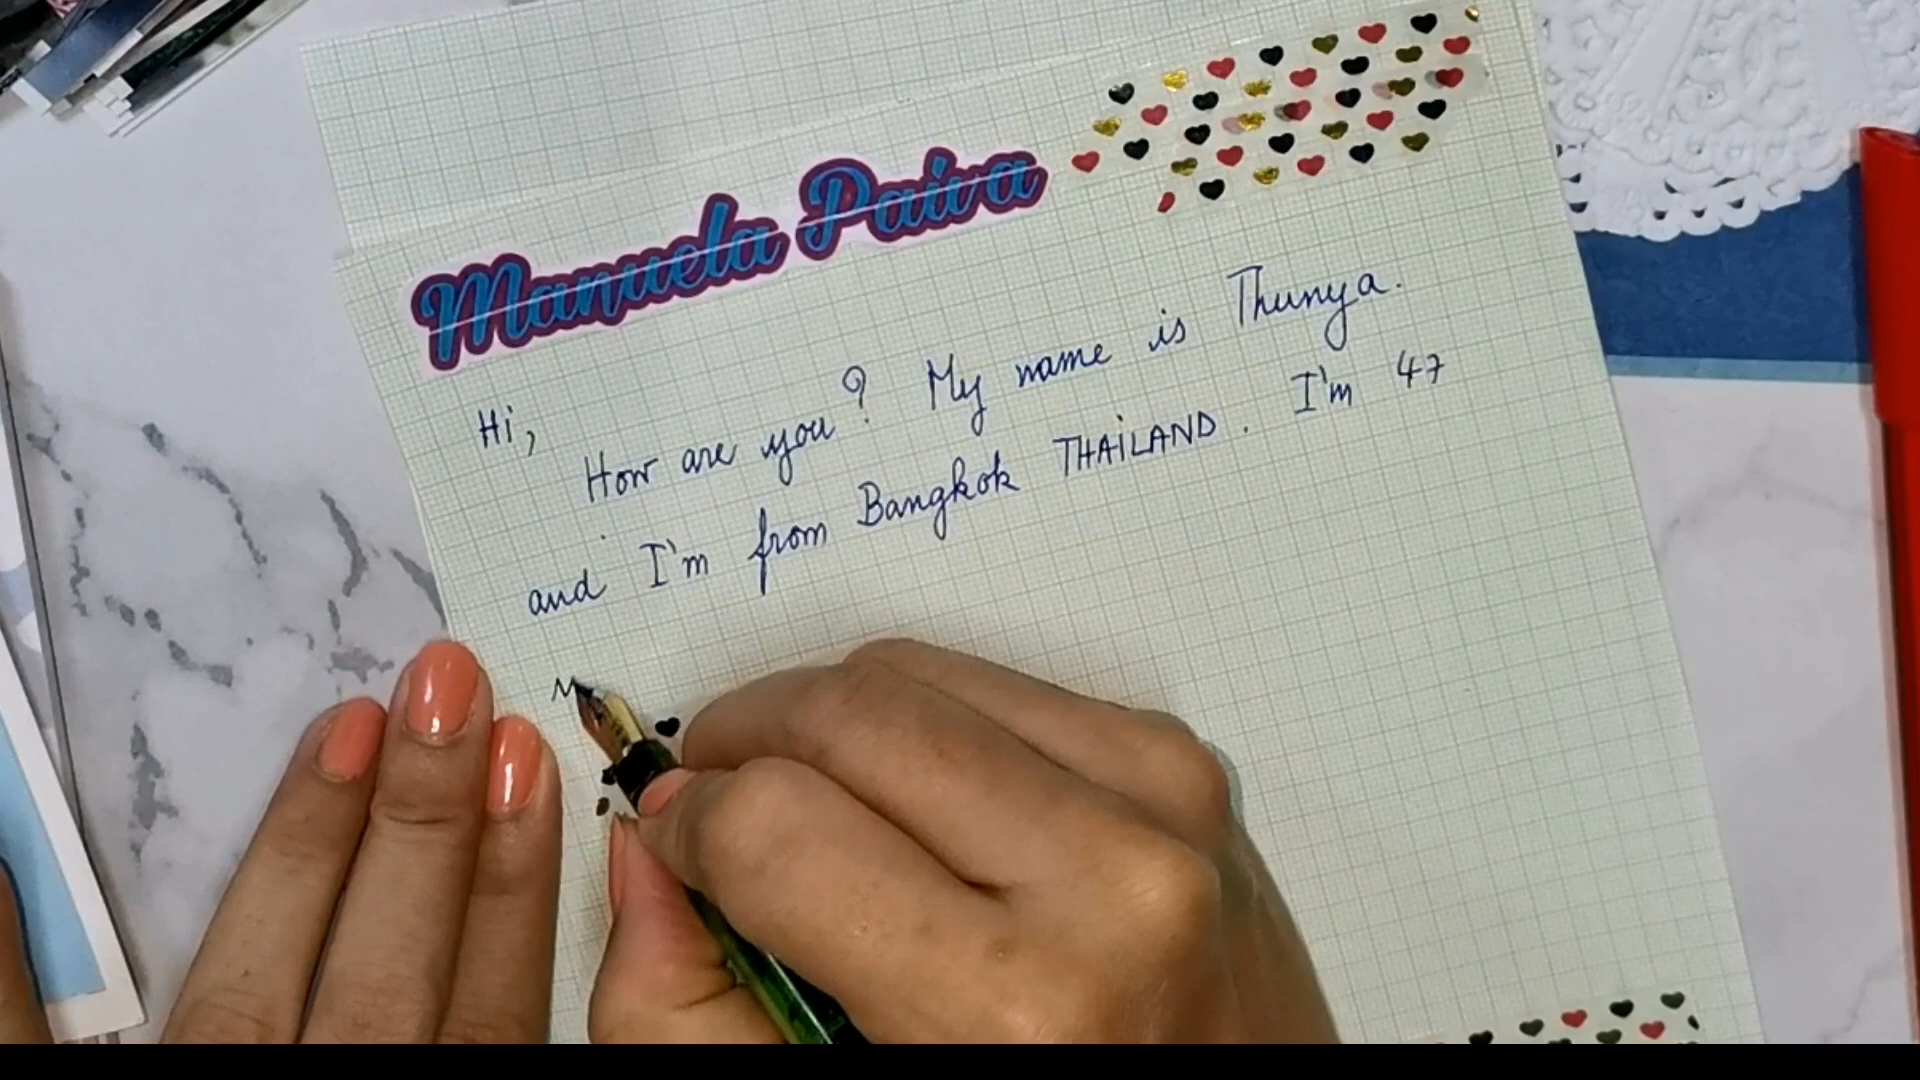 Manuela Paiva
Hi,
How are you? My name is Thunya.
and I'm from Bangkok THAiLAND. I'm 47